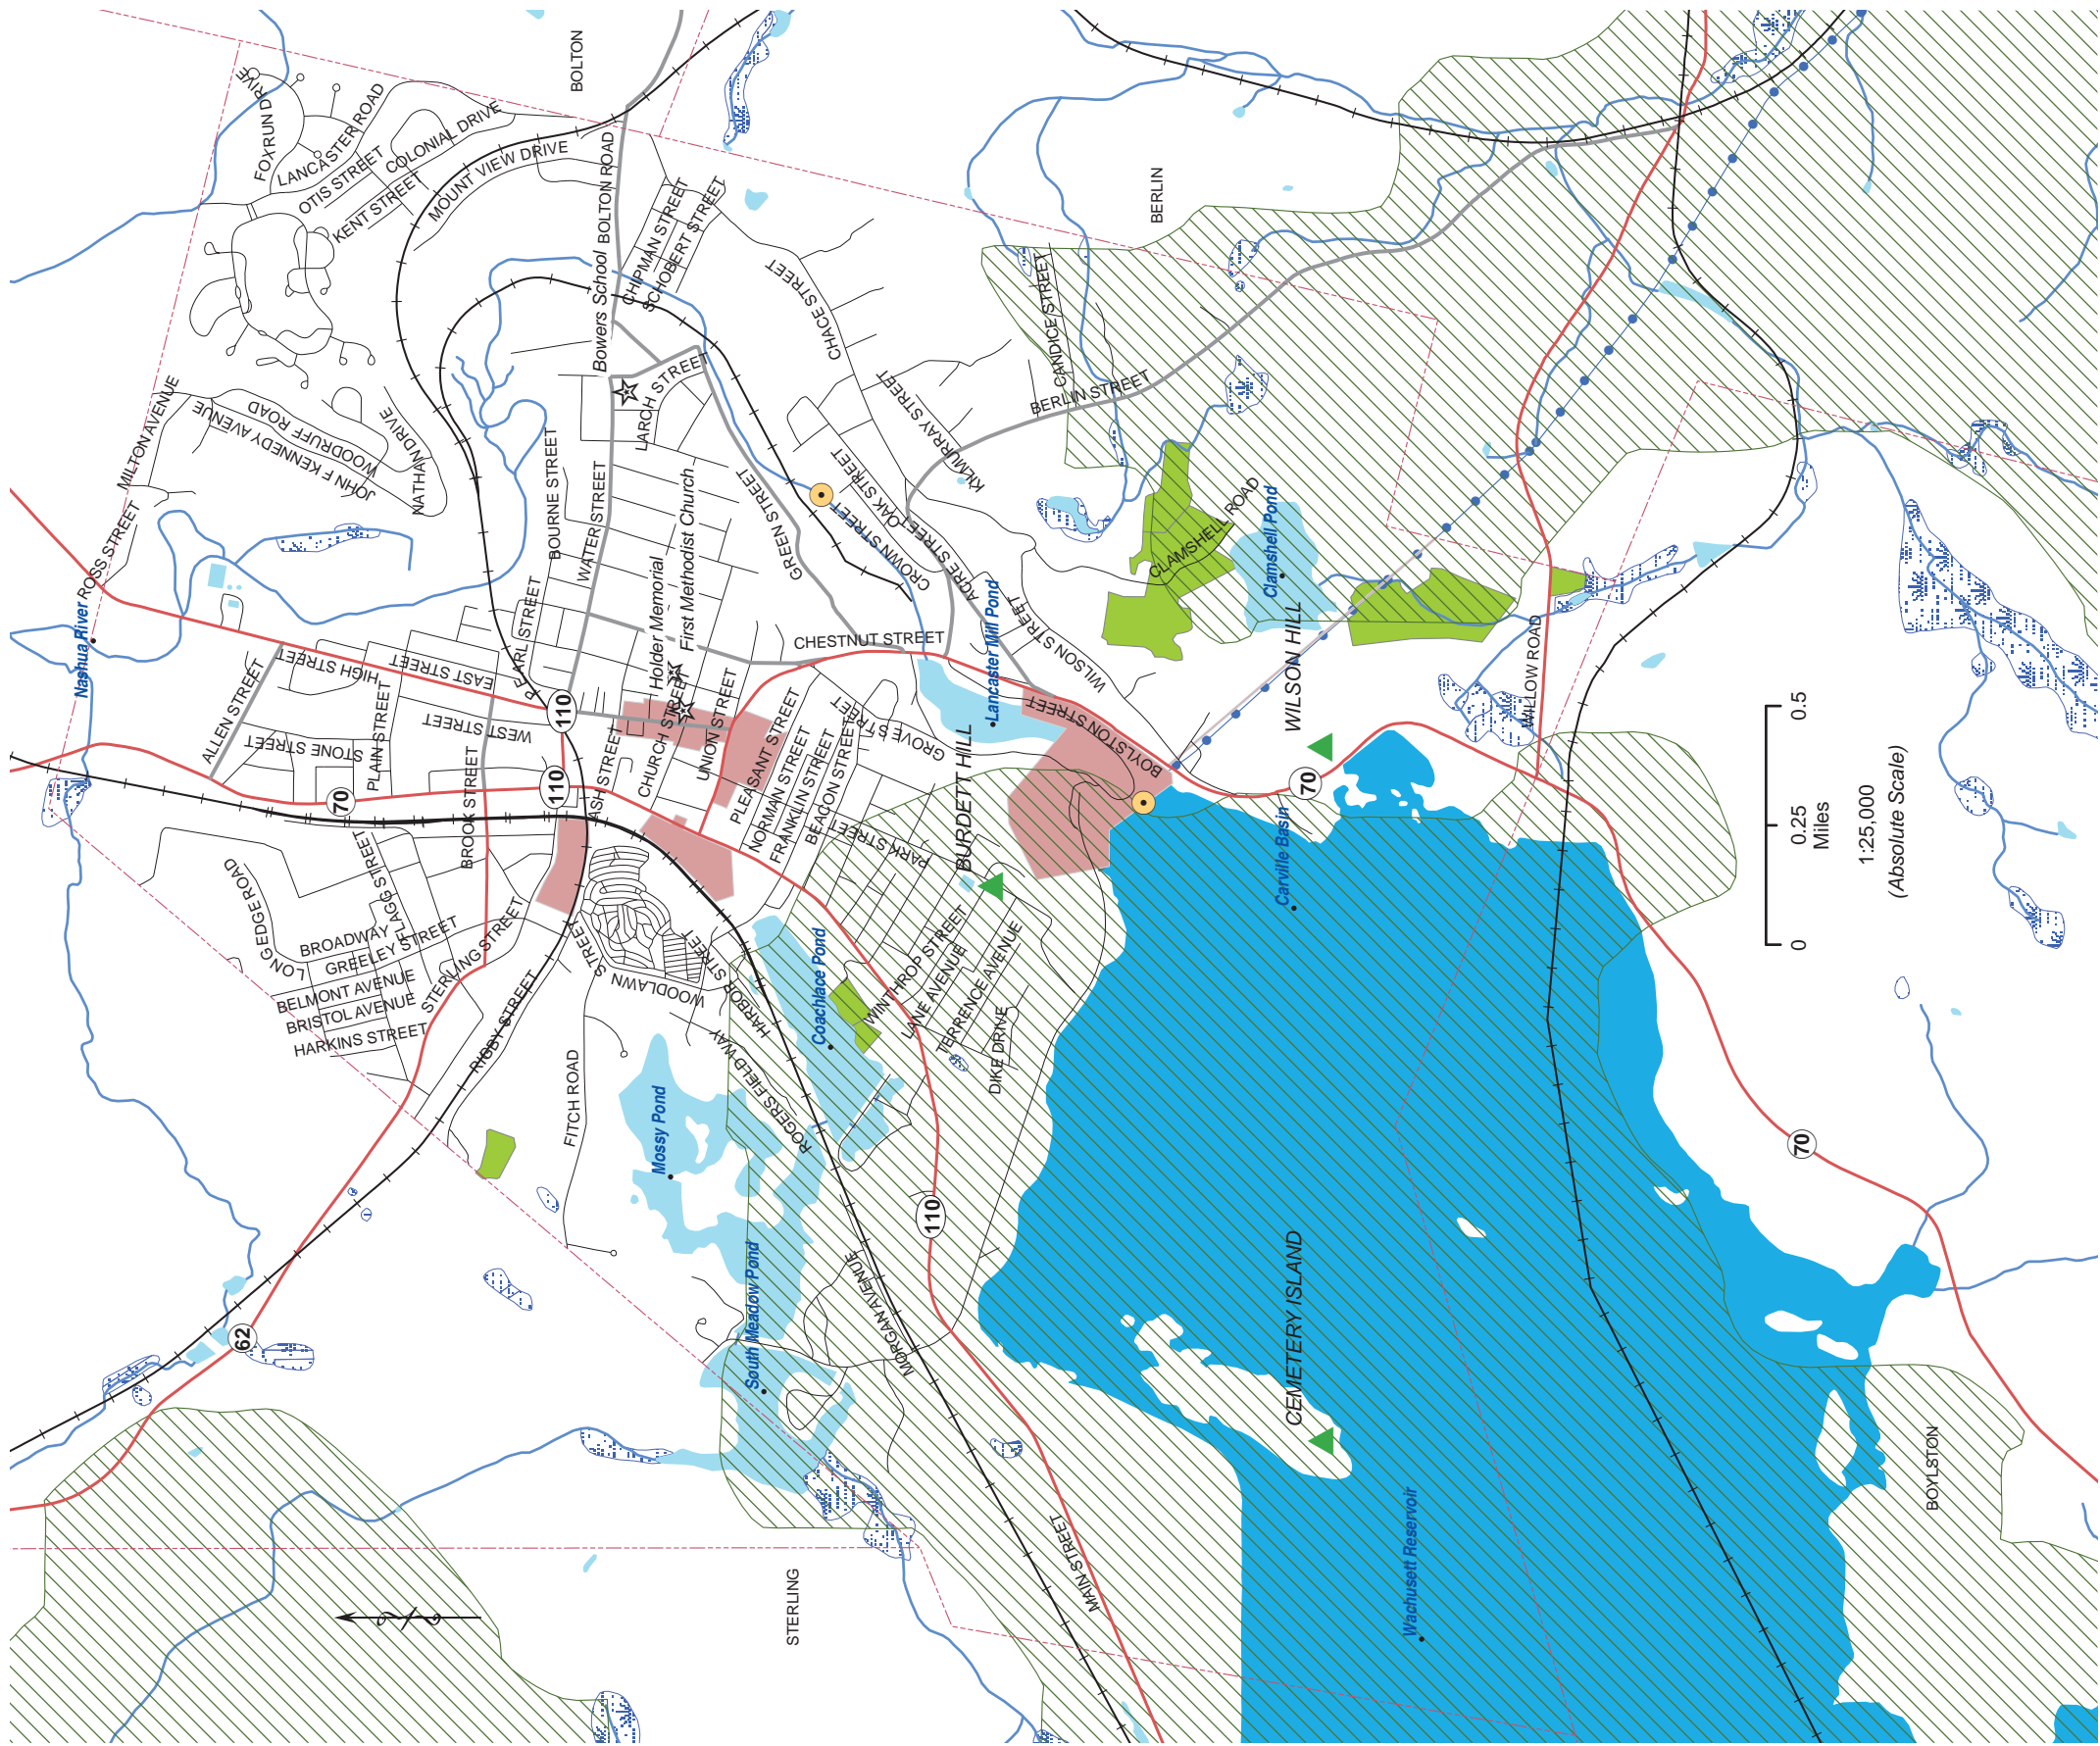 BOLTON
FOXRUN DRIVE
LANCASTER ROAD
OTIS STREET
COLONIAL DRIVE
KENT STREET
MOUNT VIEW DRIVE
BOLTON ROAD
Bowers School
CHIPMAN STREET
SCHOBERT STREET
CHACE STREET
BERLIN
CANDICE STREET
BERLIN STREET
KILMURRAY STREET
MILTON AVENUE
WOODRUFF ROAD
JOHN F KENNEDY AVENUE
NATHAN DRIVE
LARCH STREET
BOURNE STREET
WATER STREET
GREEN STREET
OAK STREET
CROWN STREET
ACRE STREET
CLAMSHELL ROAD
Clamshell Pond
Nashua River
ROSS STREET
Holder Memorial
First Methodist Church
EARL STREET
CHESTNUT STREET
Lancaster Mill Pond
WILSON STREET
WILSON HILL
WILLOW ROAD
ALLEN STREET
HIGH STREET
EAST STREET
PLAIN STREET
WEST STREET
STONE STREET
110
110
70
BROOK STREET
ASH STREET
CHURCH STREET
UNION STREET
PLEASANT STREET
NORMAN STREET
FRANKLIN STREET
BEACON STREET
GROVE STREET
PARK STREET
BURDETT HILL
BOYLSTON STREET
70
Carville Basin
LONG EDGE ROAD
FLAGG STREET
BROADWAY
GREELEY STREET
BELMONT AVENUE
BRISTOL AVENUE
HARKINS STREET
STERLING STREET
RIGBY STREET
WOODLAWN STREET
HARBOR STREET
FITCH ROAD
ROGERS FIELD WAY
Coachlace Pond
WINTHROP STREET
LANE AVENUE
TERRENCE AVENUE
DIKE DRIVE
Mossy Pond
South Meadow Pond
MORGAN AVENUE
110
62
CEMETERY ISLAND
Wachusett Reservoir
MAIN STREET
STERLING
BOYLSTON
70
0 0.25 0.5
Miles
1:25,000
(Absolute Scale)